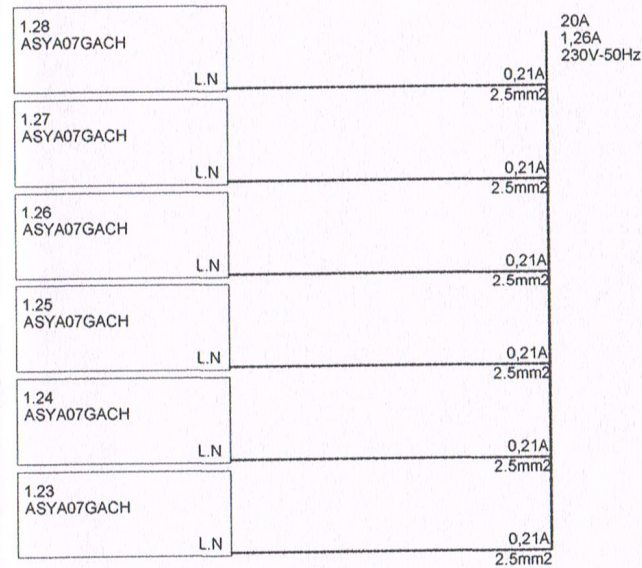 20A
1,26A
230V-50Hz
1.28
ASYA07GACH
L.N
0,21A
2.5mm2
1.27
ASYA07GACH
L.N
0,21A
2.5mm2
1.26
ASYA07GACH
L.N
0,21A
2.5mm2
1.25
ASYA07GACH
L.N
0,21A
2.5mm2
1.24
ASYA07GACH
L.N
0,21A
2.5mm2
1.23
ASYA07GACH
L.N
0,21A
2.5mm2